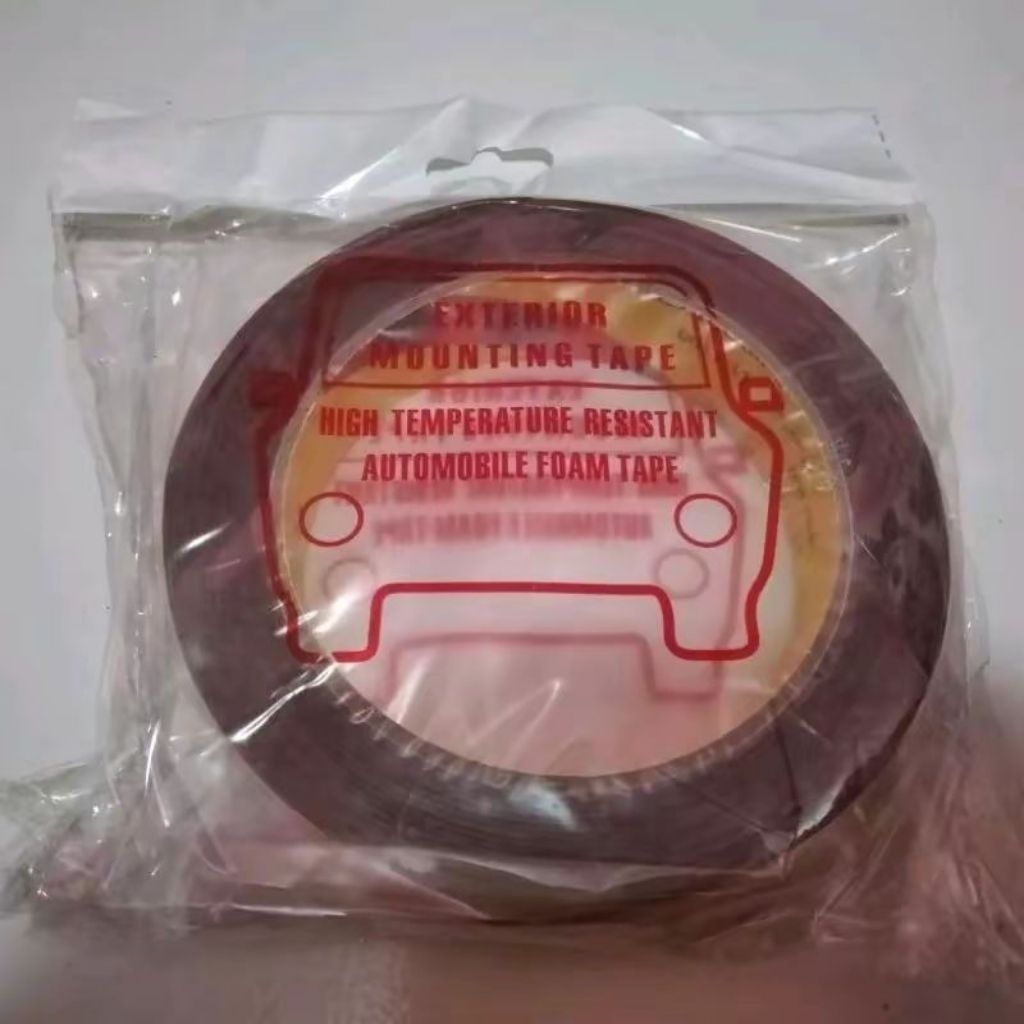 EXTERIOR
MOUNTING TAPE
HIGH TEMPERATURE RESISTANT
AUTOMOBILE FOAM TAPE